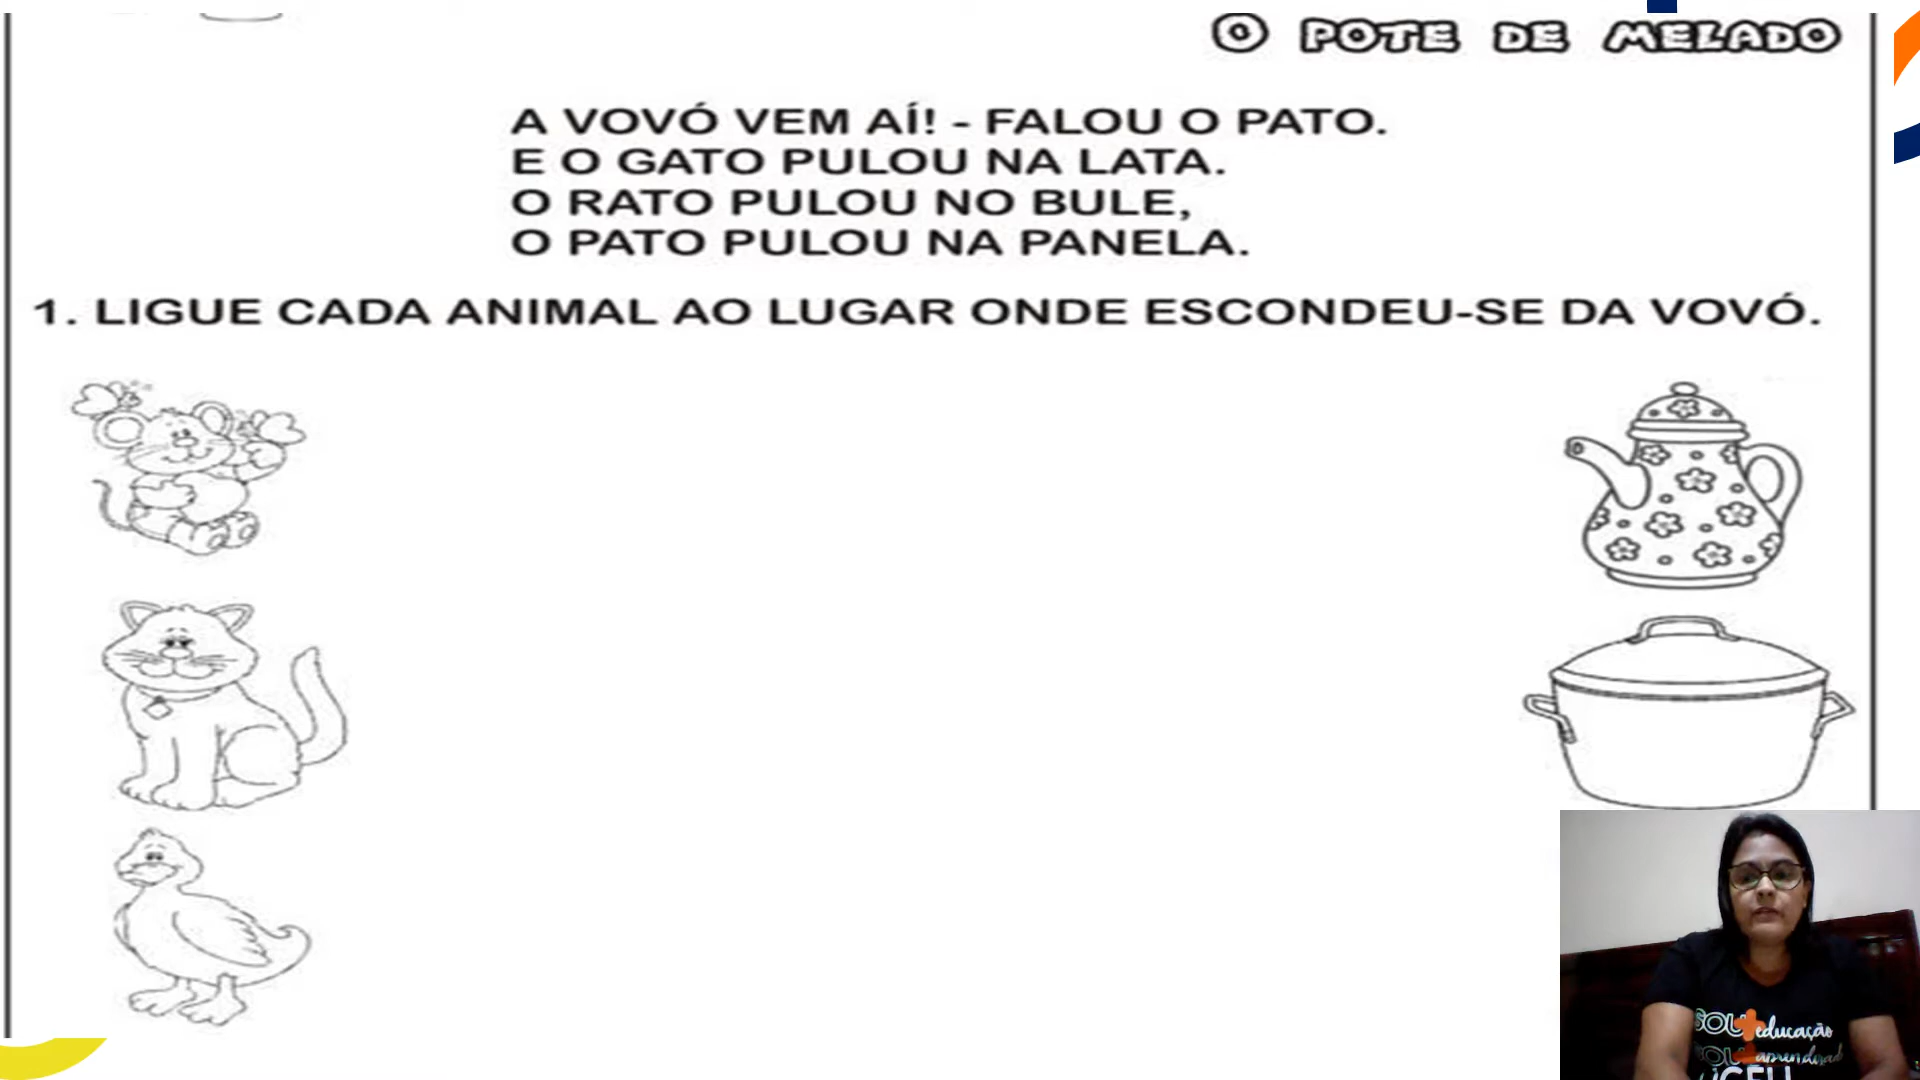 O POTE DE MELADO
A VOVÓ VEM AÍ! - FALOU O PATO.
E O GATO PULOU NA LATA.
O RATO PULOU NO BULE,
O PATO PULOU NA PANELA.
1. LIGUE CADA ANIMAL AO LUGAR ONDE ESCONDEU-SE DA VOVÓ.
SOU+educação
SOU+